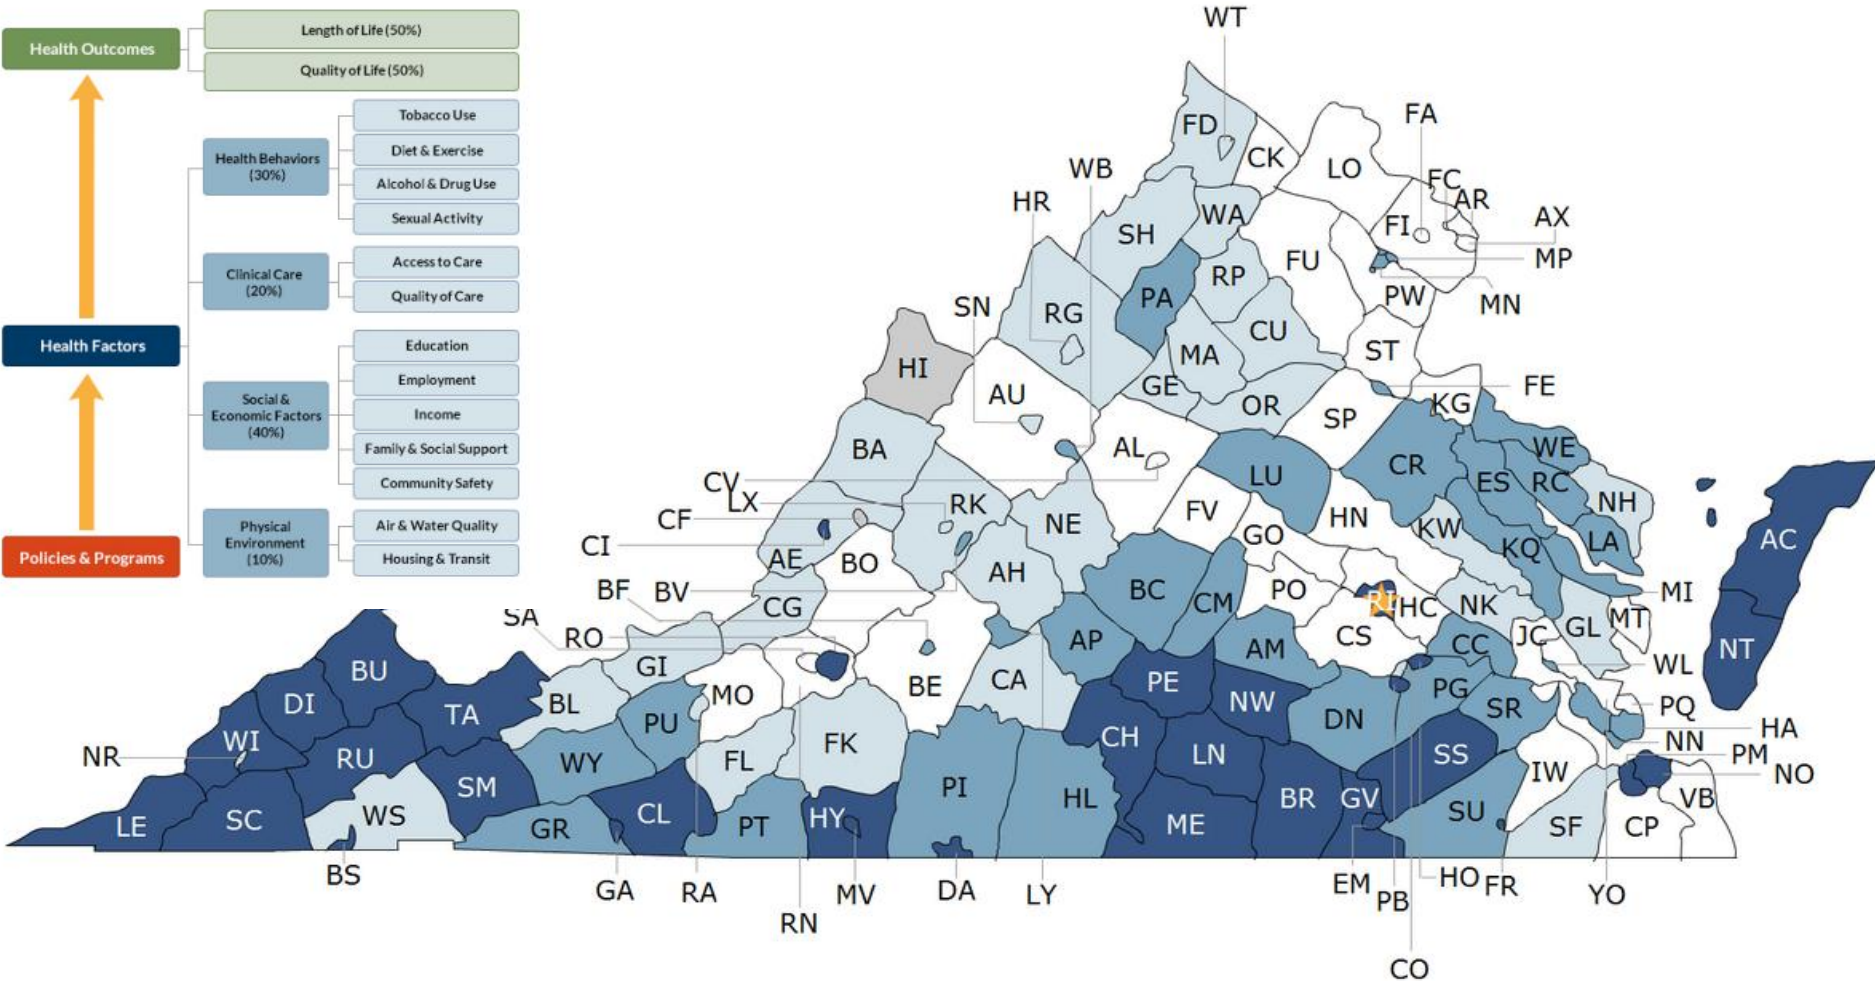 Health Outcomes
Length of Life (50%)
Quality of Life (50%)
Health Behaviors
(30%)
Tobacco Use
Diet & Exercise
Alcohol & Drug Use
Sexual Activity
Clinical Care
(20%)
Access to Care
Quality of Care
Health Factors
Social &
Economic Factors
(40%)
Education
Employment
Income
Family & Social Support
Community Safety
Policies & Programs
Physical
Environment
(10%)
Air & Water Quality
Housing & Transit
WT
FD
CK
LO
FA
FC
AR
AX
MP
MN
WB
HR
SH
WA
FI
FU
PW
RP
PA
RG
SN
CU
MA
ST
HI
AU
GE
OR
FE
KG
SP
BA
AL
LU
CR
WE
ES
RC
NH
CV
LX
RK
NE
FV
HN
KW
LA
CF
CI
AE
BO
AH
GO
KQ
AC
BF
BV
CG
BC
CM
PO
RI
HC
NK
GL
MI
MT
SA
RO
GI
AP
AM
CS
CC
JC
WL
NT
BU
DI
TA
BL
MO
BE
CA
PE
NW
PG
SR
PQ
PU
DN
HA
NN
PM
NO
NR
WI
RU
WY
FL
FK
CH
LN
SS
IW
VB
SM
PI
HL
BR
GV
LE
SC
WS
GR
CL
PT
HY
ME
SU
SF
CP
BS
GA
RA
RN
MV
DA
LY
EM
PB
HO
FR
YO
CO